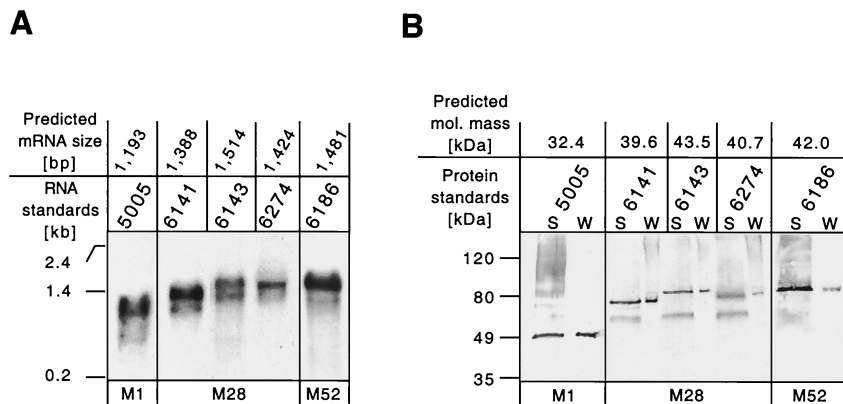 A
Predicted
mRNA size
[bp]
1,193 1,388 1,514 1,424 1,481
RNA
standards
[kb]
5005 6141 6143 6274 6186
2.4
1.4
0.2
M1 M28 M52
B
Predicted
mol. mass
[kDa]
32.4 39.6 43.5 40.7 42.0
Protein
standards
[kDa]
5005 6141 6143 6274 6186
S W S W S W S W S W
120
80
49
35
M1 M28 M52